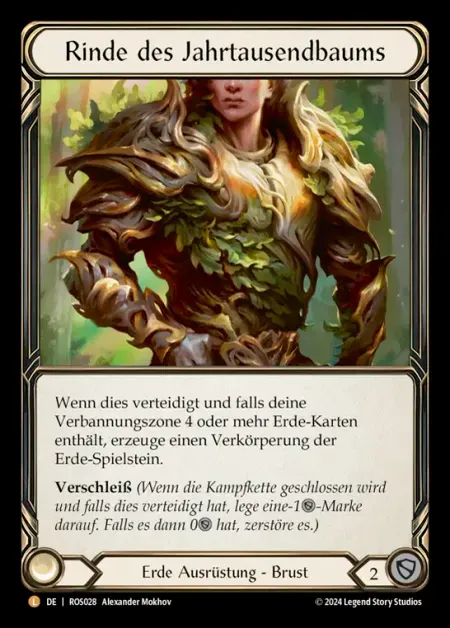 Rinde des Jahrtausendbaums
Wenn dies verteidigt und falls deine
Verbannungszone 4 oder mehr Erde-Karten
enthält, erzeuge einen Verkörperung der
Erde-Spielstein.
Verschleiß (Wenn die Kampfkette geschlossen wird
und falls dies verteidigt hat, lege eine-1-Marke
darauf. Falls es dann 0 hat, zerstöre es.)
Erde Ausrüstung - Brust
2
L DE | ROS028 Alexander Mokhov
© 2024 Legend Story Studios